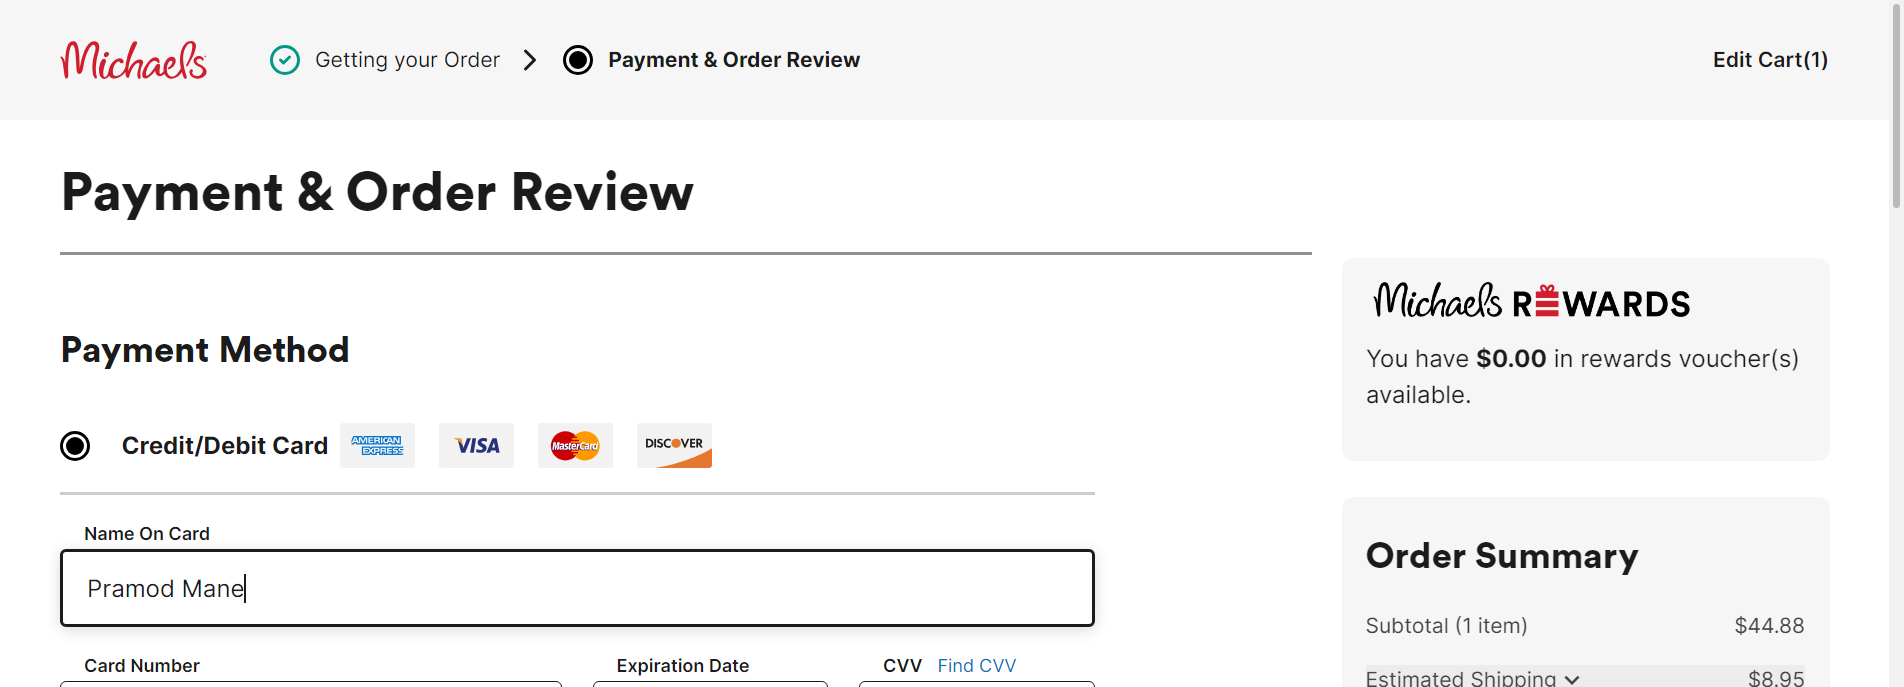 Michaels
Getting your Order
Payment & Order Review
Edit Cart(1)
Payment & Order Review
Michaels REWARDS
You have $0.00 in rewards voucher(s)
available.
Payment Method
Credit/Debit Card
AMERICAN
EXPRESS
VISA
MasterCard
DISCOVER
Name On Card
Pramod Mane
Card Number
Expiration Date
CVV Find CVV
Order Summary
Subtotal (1 item) $44.88
Estimated Shipping $8.95